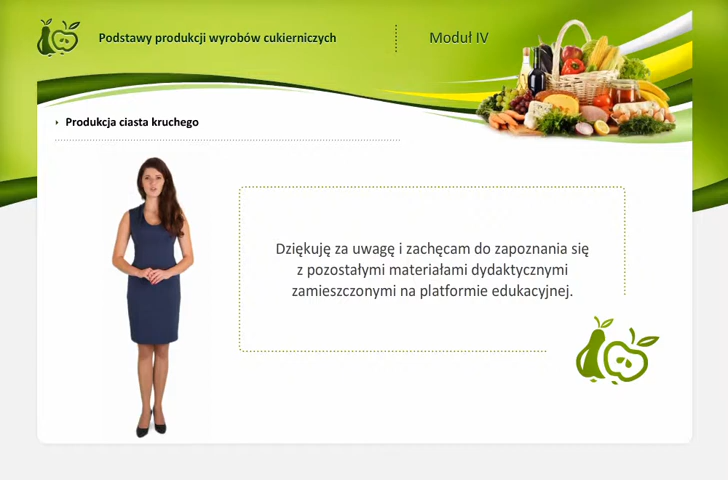 Podstawy produkcji wyrobów cukierniczych
Moduł IV
Produkcja ciasta kruchego
Dziękuję za uwagę i zachęcam do zapoznania się
z pozostałymi materiałami dydaktycznymi
zamieszczonymi na platformie edukacyjnej.